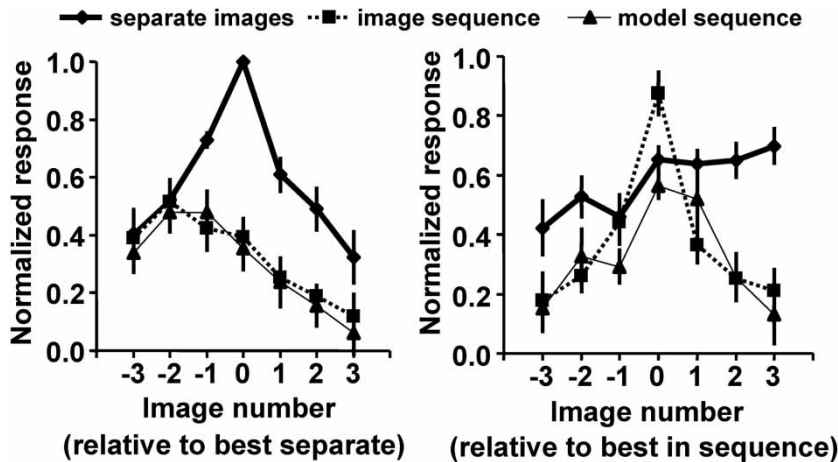 separate images image sequence model sequence
Normalized response
1.0
0.8
0.6
0.4
0.2
0.0
-3 -2 -1 0 1 2 3
Image number
(relative to best separate)
Normalized response
1.0
0.8
0.6
0.4
0.2
0.0
-3 -2 -1 0 1 2 3
Image number
(relative to best in sequence)